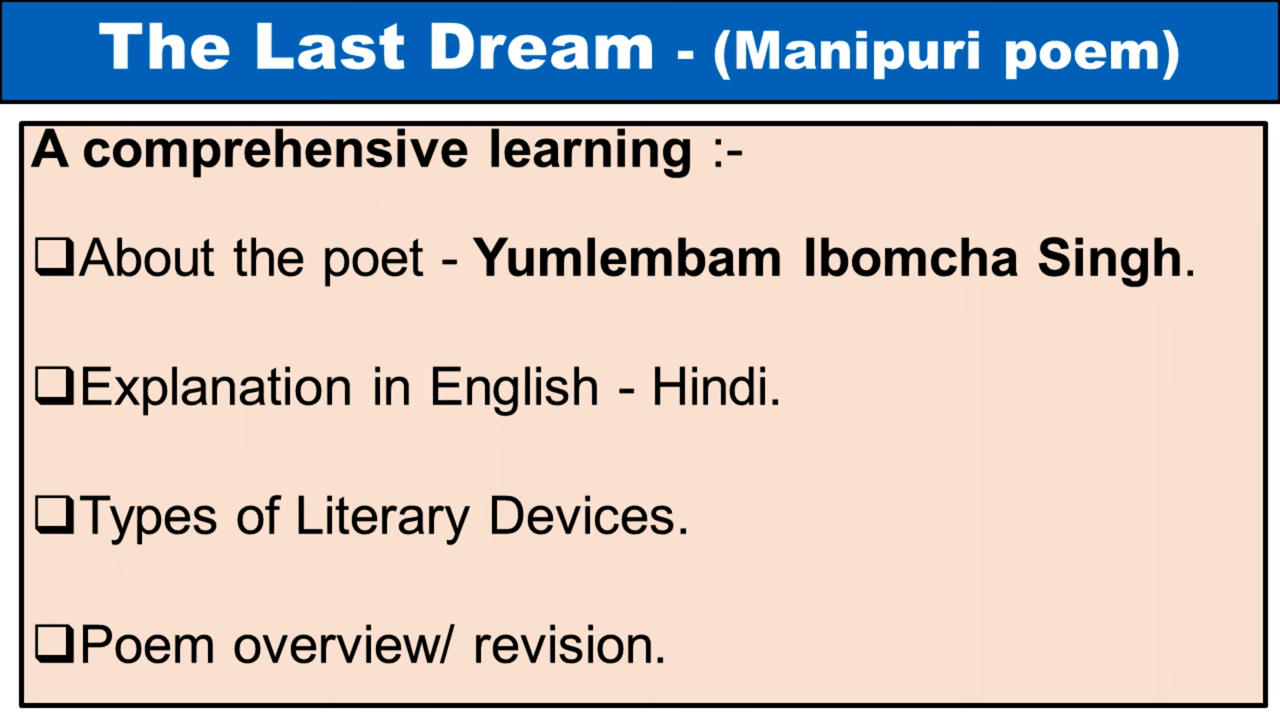 The Last Dream - (Manipuri poem)
A comprehensive learning :-
❑About the poet - Yumlembam Ibomcha Singh.
❑Explanation in English - Hindi.
❑Types of Literary Devices.
❑Poem overview/ revision.